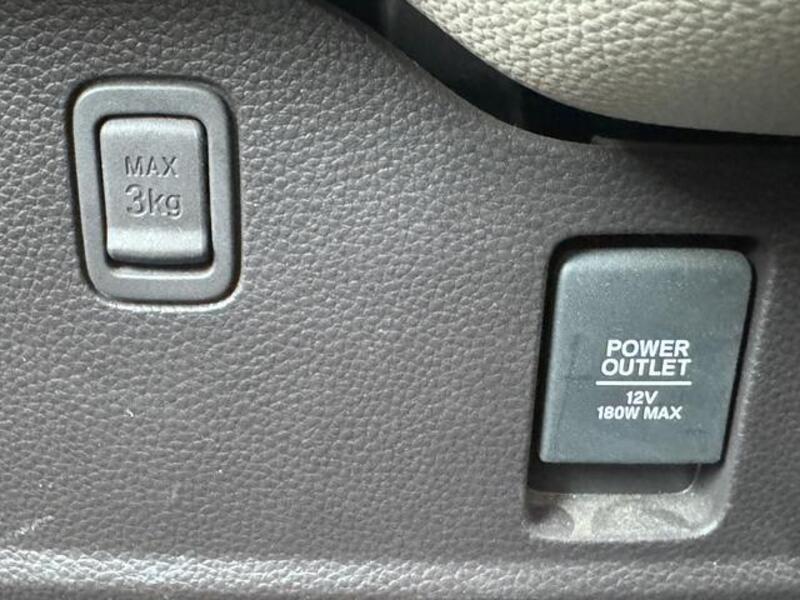 MAX
3kg
POWER
OUTLET
12V
180W MAX